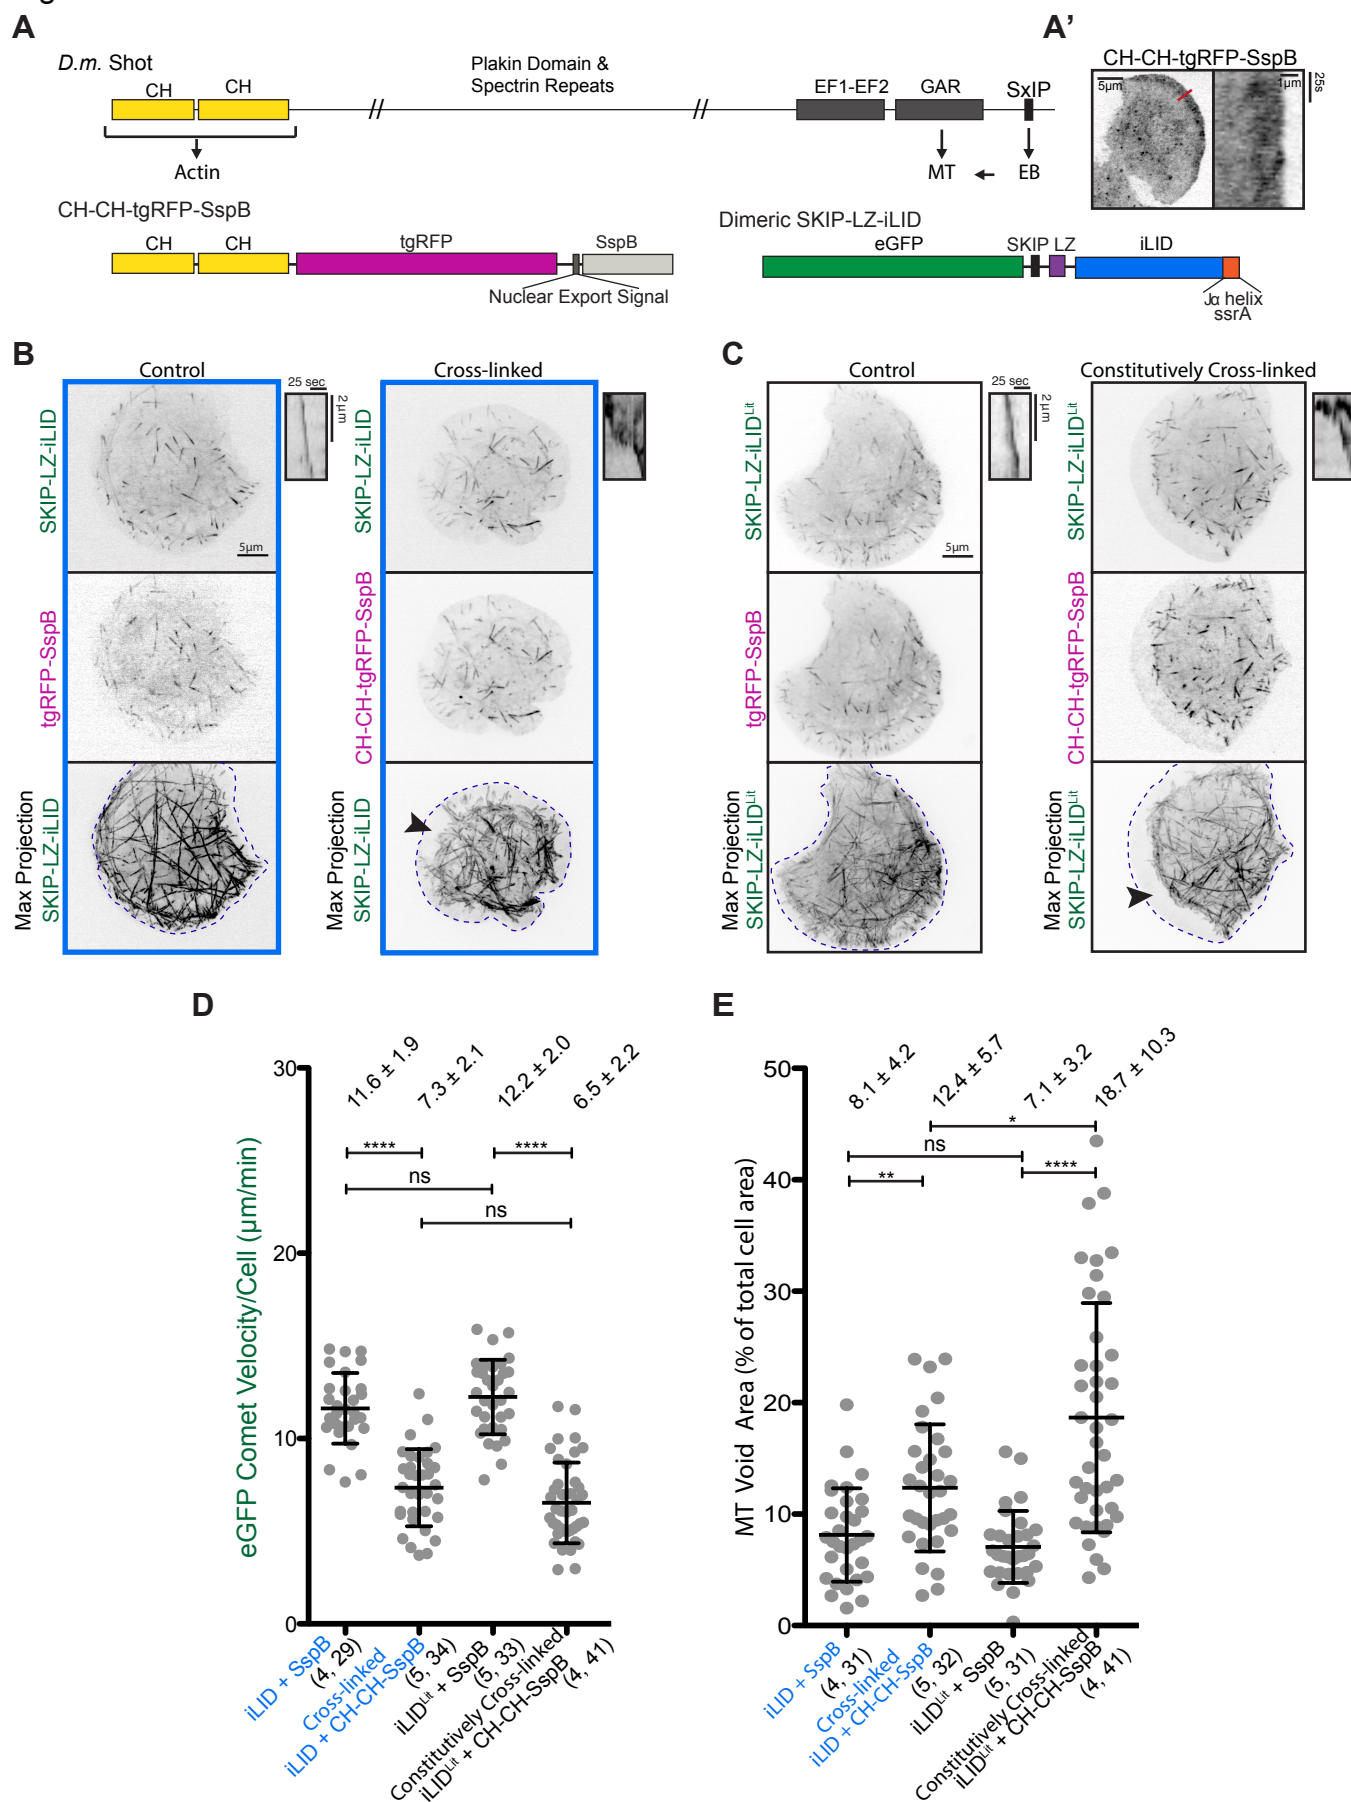 A
A'
D.m. Shot
CH
CH
Plakin Domain &
Spectrin Repeats
EF1-EF2
GAR
SxIP
Actin
MT
EB
CH-CH-tgRFP-SspB
5µm
1µm
25s
CH-CH-tgRFP-SspB
CH
CH
tgRFP
SspB
Nuclear Export Signal
Dimeric SKIP-LZ-iLID
eGFP
SKIP
LZ
iLID
Jα helix
ssrA
B
Control
Cross-linked
SKIP-LZ-iLID
25 sec
2 µm
5µm
SKIP-LZ-iLID
tgRFP-SspB
CH-CH-tgRFP-SspB
Max Projection
SKIP-LZ-iLID
Max Projection
SKIP-LZ-iLID
C
Control
Constitutively Cross-linked
SKIP-LZ-iLIDLit
25 sec
2 µm
5µm
SKIP-LZ-iLIDLit
tgRFP-SspB
CH-CH-tgRFP-SspB
Max Projection
SKIP-LZ-iLIDLit
Max Projection
SKIP-LZ-iLIDLit
D
11.6 ± 1.9
7.3 ± 2.1
12.2 ± 2.0
6.5 ± 2.2
****
****
ns
ns
eGFP Comet Velocity/Cell (µm/min)
30
20
10
0
iLID + SspB
(4, 29)
Cross-linked
iLID + CH-CH-SspB
(5, 34)
iLIDLit + SspB
(5, 33)
Constitutively Cross-linked
iLIDLit + CH-CH-SspB
(4, 41)
E
8.1 ± 4.2
12.4 ± 5.7
7.1 ± 3.2
18.7 ± 10.3
*
ns
**
****
MT Void Area (% of total cell area)
50
40
30
20
10
0
iLID + SspB
(4, 31)
Cross-linked
iLID + CH-CH-SspB
(5, 32)
iLIDLit + SspB
(5, 31)
Constitutively Cross-linked
iLIDLit + CH-CH-SspB
(4, 41)